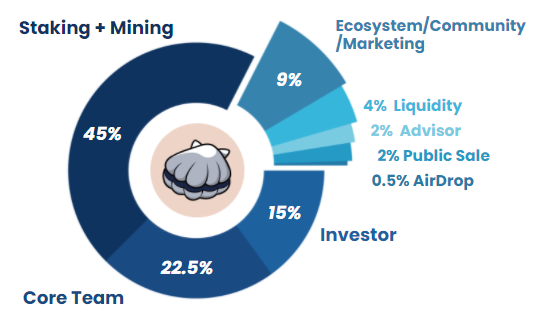 Staking + Mining
Ecosystem/Community
/Marketing
9%
4% Liquidity
45%
2% Advisor
2% Public Sale
0.5% AirDrop
15%
Investor
22.5%
Core Team